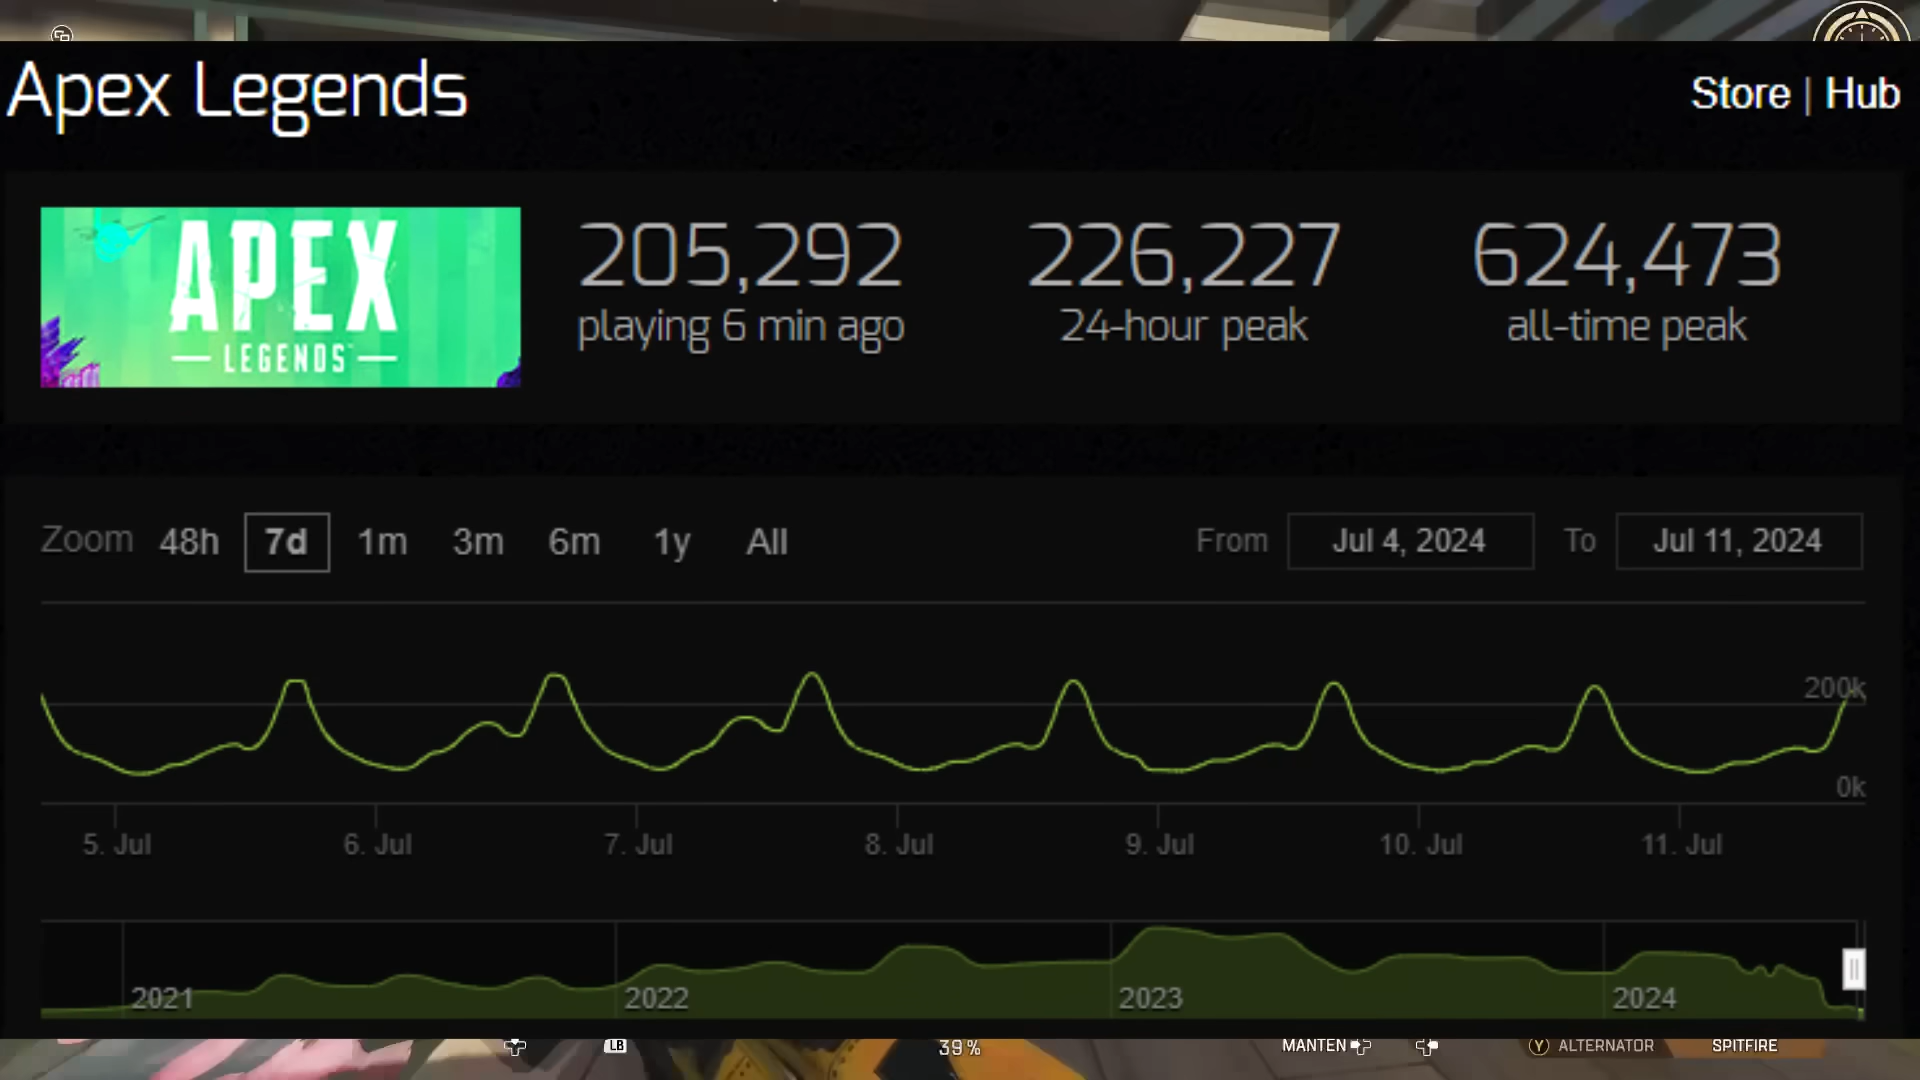 Apex Legends
Store | Hub
APEX
LEGENDS
205,292
playing 6 min ago
226,227
24-hour peak
624,473
all-time peak
Zoom 48h 7d 1m 3m 6m 1y All
From Jul 4, 2024 To Jul 11, 2024
200k
0k
5. Jul 6. Jul 7. Jul 8. Jul 9. Jul 10. Jul 11. Jul
2021 2022 2023 2024
LB 39% MANTEN Y ALTERNATOR SPITFIRE